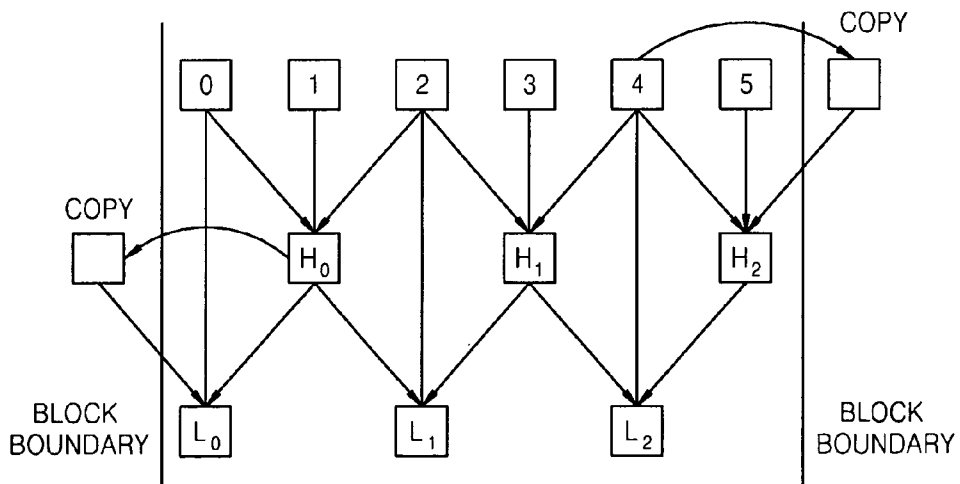 COPY
0 1 2 3 4 5
COPY
H₀ H₁ H₂
BLOCK
BOUNDARY
L₀ L₁ L₂
BLOCK
BOUNDARY